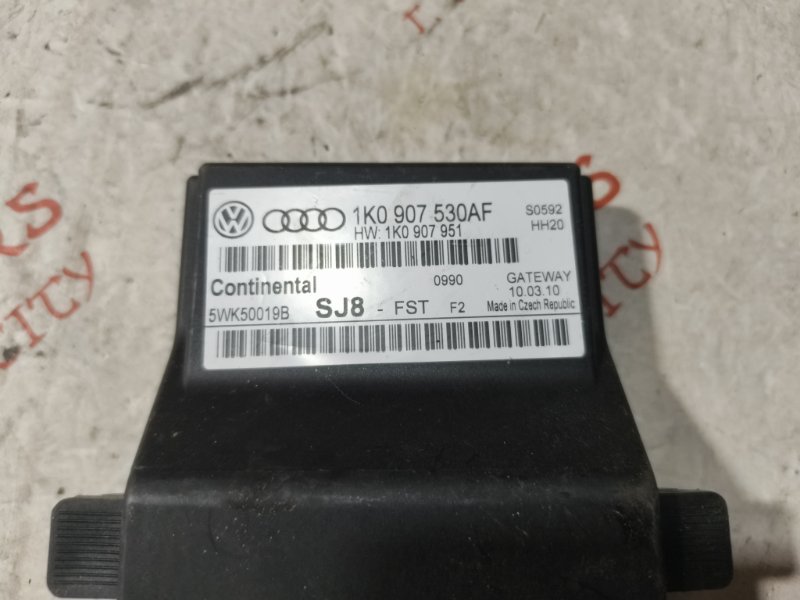 1K0 907 530AF S0592
HW: 1K0 907 951 HH20
Continental 0990 GATEWAY
10.03.10
5WK50019B SJ8 - FST F2 Made in Czech Republic
CITY